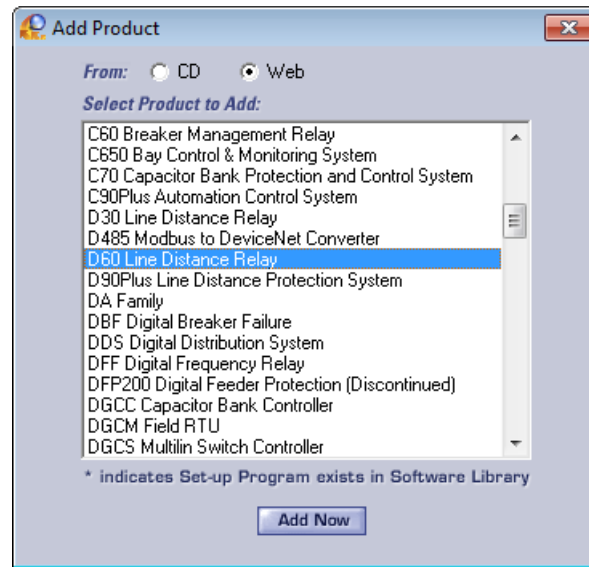 Add Product
From: CD Web
Select Product to Add:
C60 Breaker Management Relay
C650 Bay Control & Monitoring System
C70 Capacitor Bank Protection and Control System
C90Plus Automation Control System
D30 Line Distance Relay
D485 Modbus to DeviceNet Converter
D60 Line Distance Relay
D90Plus Line Distance Protection System
DA Family
DBF Digital Breaker Failure
DDS Digital Distribution System
DFF Digital Frequency Relay
DFP200 Digital Feeder Protection (Discontinued)
DGCC Capacitor Bank Controller
DGCM Field RTU
DGCS Multilin Switch Controller
* indicates Set-up Program exists in Software Library
Add Now